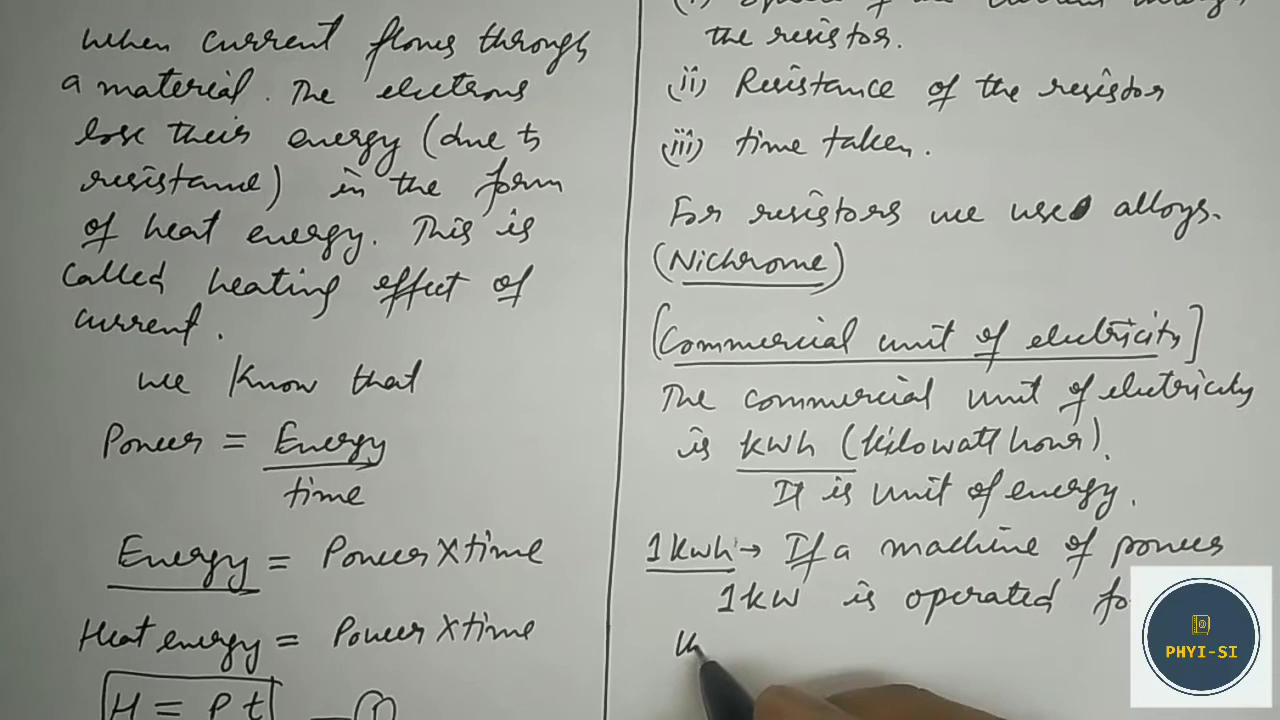 When current flows through
a material. The electrons
lose their energy (due to
resistance) in the form
of heat energy. This is
called heating effect of
current.
we know that
Power = Energy
time
Energy = Power X time
Heat energy = Power X time
H = P t — 1
the resistor.
(ii) Resistance of the resistor
(iii) time taken.
For resistors we use alloys.
(Nichrome)
[Commercial unit of electricity]
The commercial unit of electricity
is kwh (kilowatt hour).
It is unit of energy.
1 kwh → If a machine of power
1 kW is operated fo
PHYI-SI